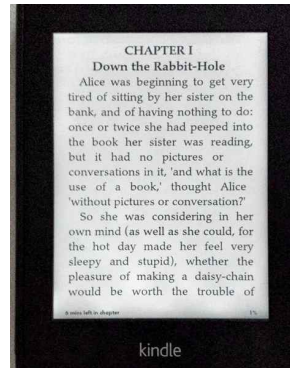 CHAPTER I
Down the Rabbit-Hole
Alice was beginning to get very
tired of sitting by her sister on the
bank, and of having nothing to do:
once or twice she had peeped into
the book her sister was reading,
but it had no pictures or
conversations in it, 'and what is the
use of a book,' thought Alice
'without pictures or conversation?'
So she was considering in her
own mind (as well as she could, for
the hot day made her feel very
sleepy and stupid), whether the
pleasure of making a daisy-chain
would be worth the trouble of
6 mins left in chapter 1%
kindle